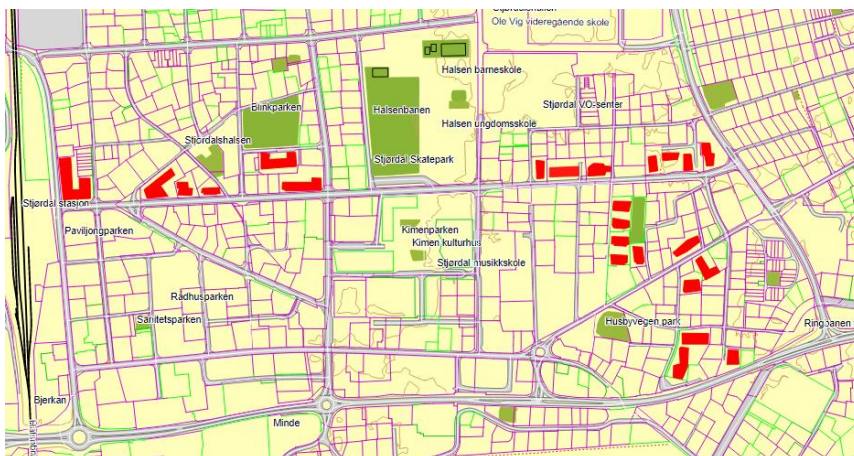 Ole Vig videregående skole
Halsen barneskole
Blinkparken
Halsenbanen
Stjørdal VO-senter
Halsen ungdomsskole
Stjørdalshalsen
Stjørdal Skatepark
Stjørdal stasjon
Paviljongparken
Kimenparken
Kimen kulturhus
Stjørdal musikkskole
Rådhusparken
Sanitetsparken
Husbyvegen park
Ringbanen
Bjerkan
Minde